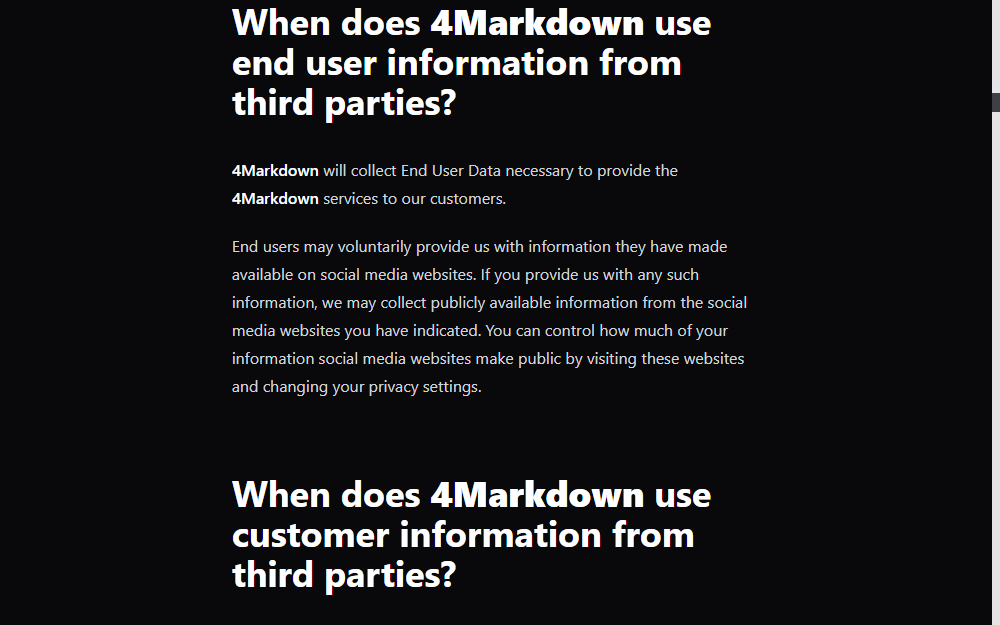 When does 4Markdown use
end user information from
third parties?
4Markdown will collect End User Data necessary to provide the
4Markdown services to our customers.
End users may voluntarily provide us with information they have made
available on social media websites. If you provide us with any such
information, we may collect publicly available information from the social
media websites you have indicated. You can control how much of your
information social media websites make public by visiting these websites
and changing your privacy settings.
When does 4Markdown use
customer information from
third parties?